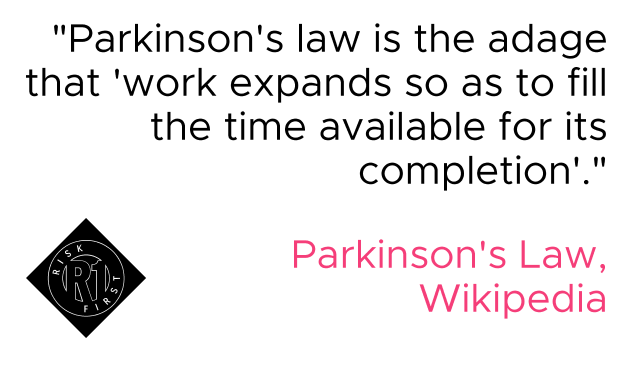 "Parkinson's law is the adage
that 'work expands so as to fill
the time available for its
completion'."
Parkinson's Law,
Wikipedia
RISK
R1
FIRST